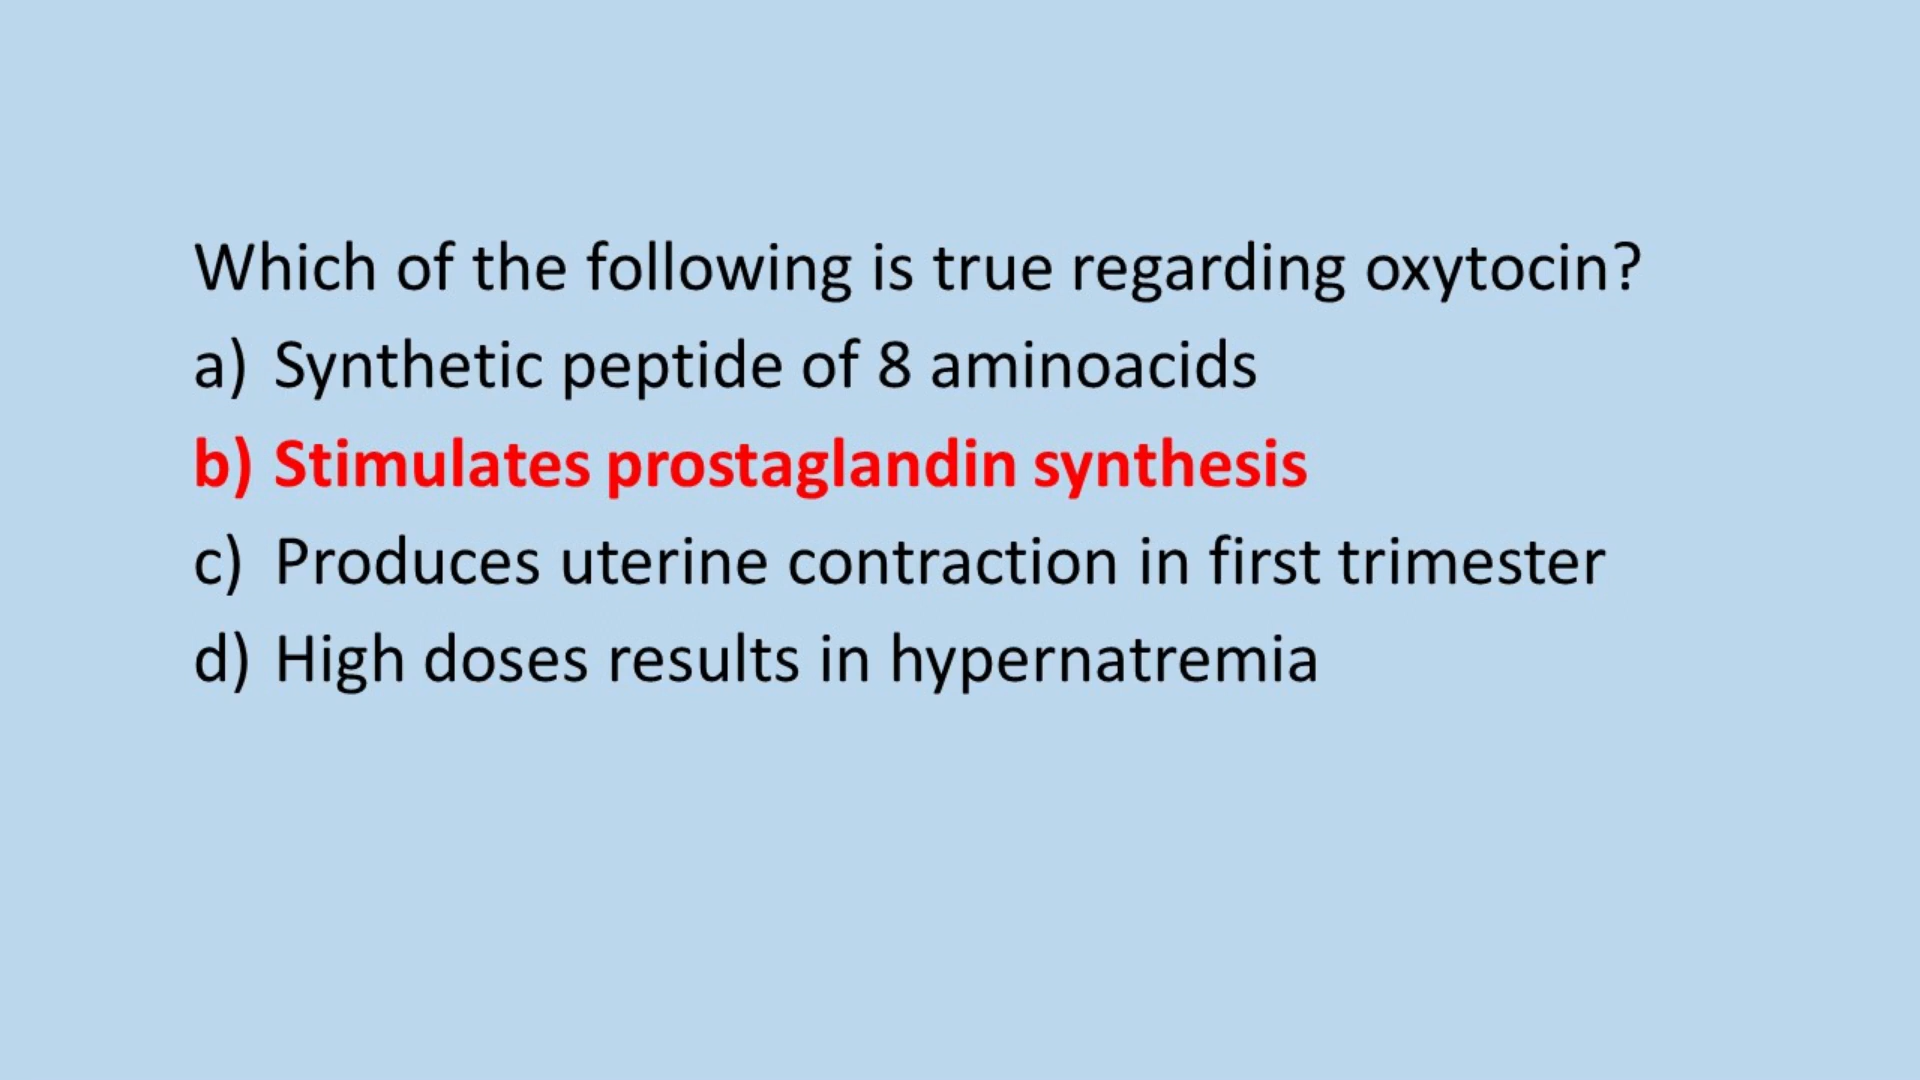 Which of the following is true regarding oxytocin?
a) Synthetic peptide of 8 aminoacids
b) Stimulates prostaglandin synthesis
c) Produces uterine contraction in first trimester
d) High doses results in hypernatremia